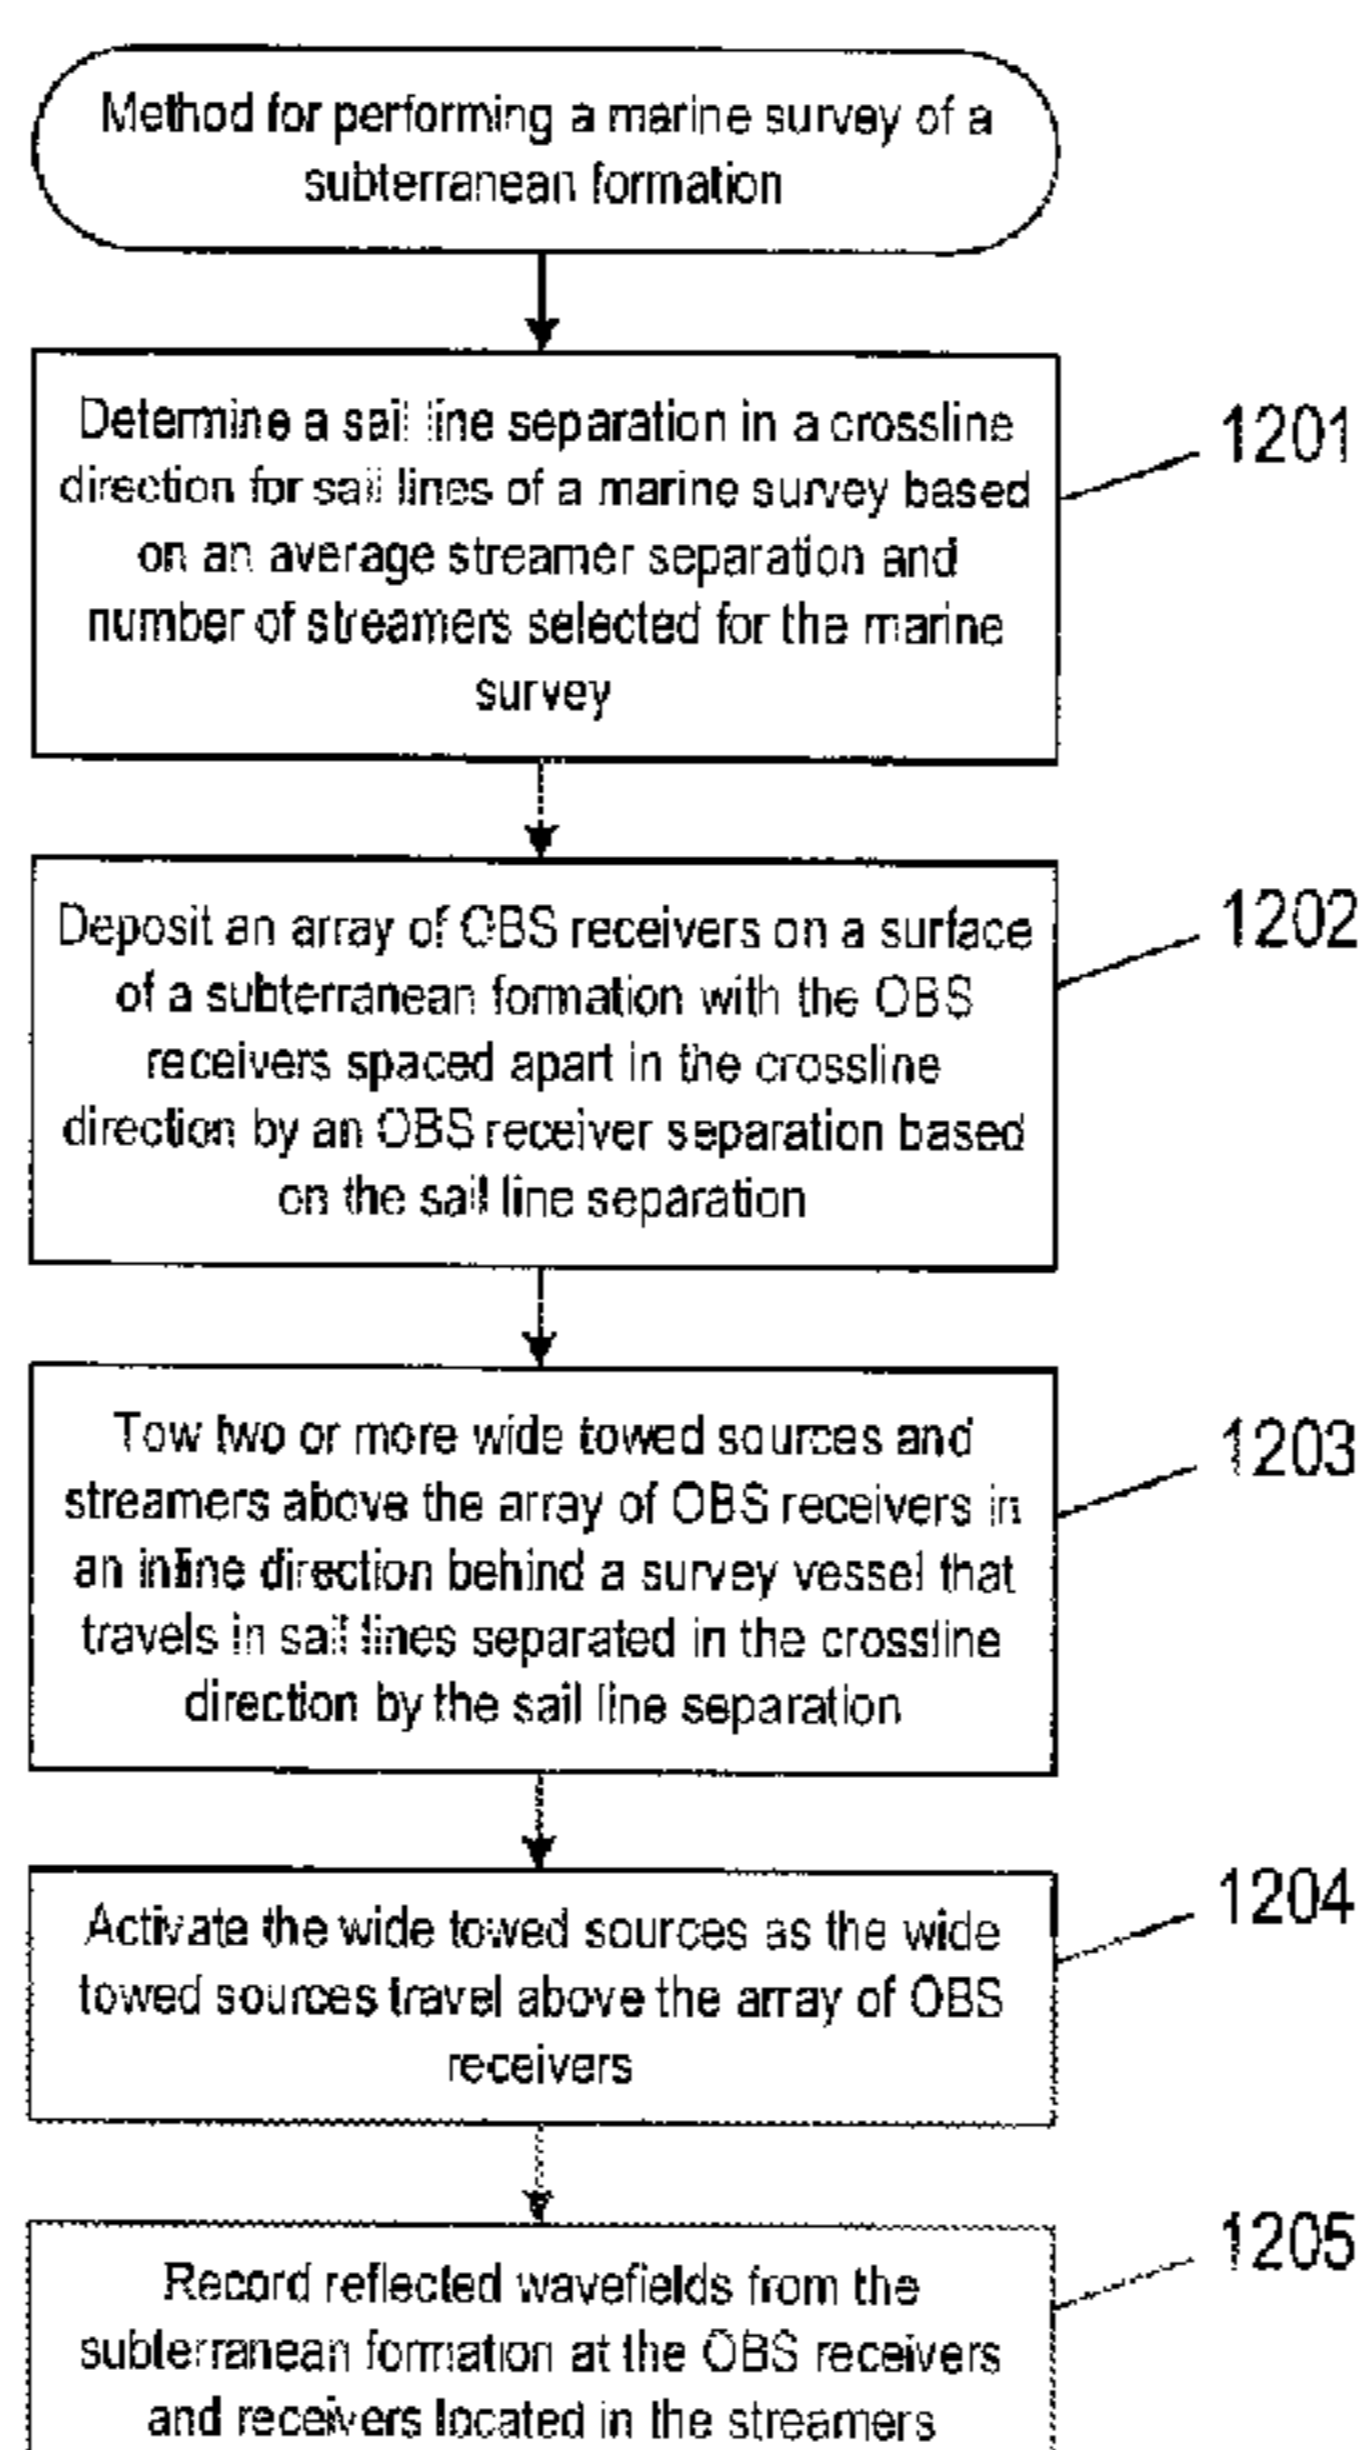 Method for performing a marine survey of a
subterranean formation
Determine a sail line separation in a crossline
direction for sail lines of a marine survey based
on an average streamer separation and
number of streamers selected for the marine
survey
1201
Deposit an array of OBS receivers on a surface
of a subterranean formation with the OBS
receivers spaced apart in the crossline
direction by an OBS receiver separation based
on the sail line separation
1202
Tow two or more wide towed sources and
streamers above the array of OBS receivers in
an inline direction behind a survey vessel that
travels in sail lines separated in the crossline
direction by the sail line separation
1203
Activate the wide towed sources as the wide
towed sources travel above the array of OBS
receivers
1204
Record reflected wavefields from the
subterranean formation at the OBS receivers
and receivers located in the streamers
1205